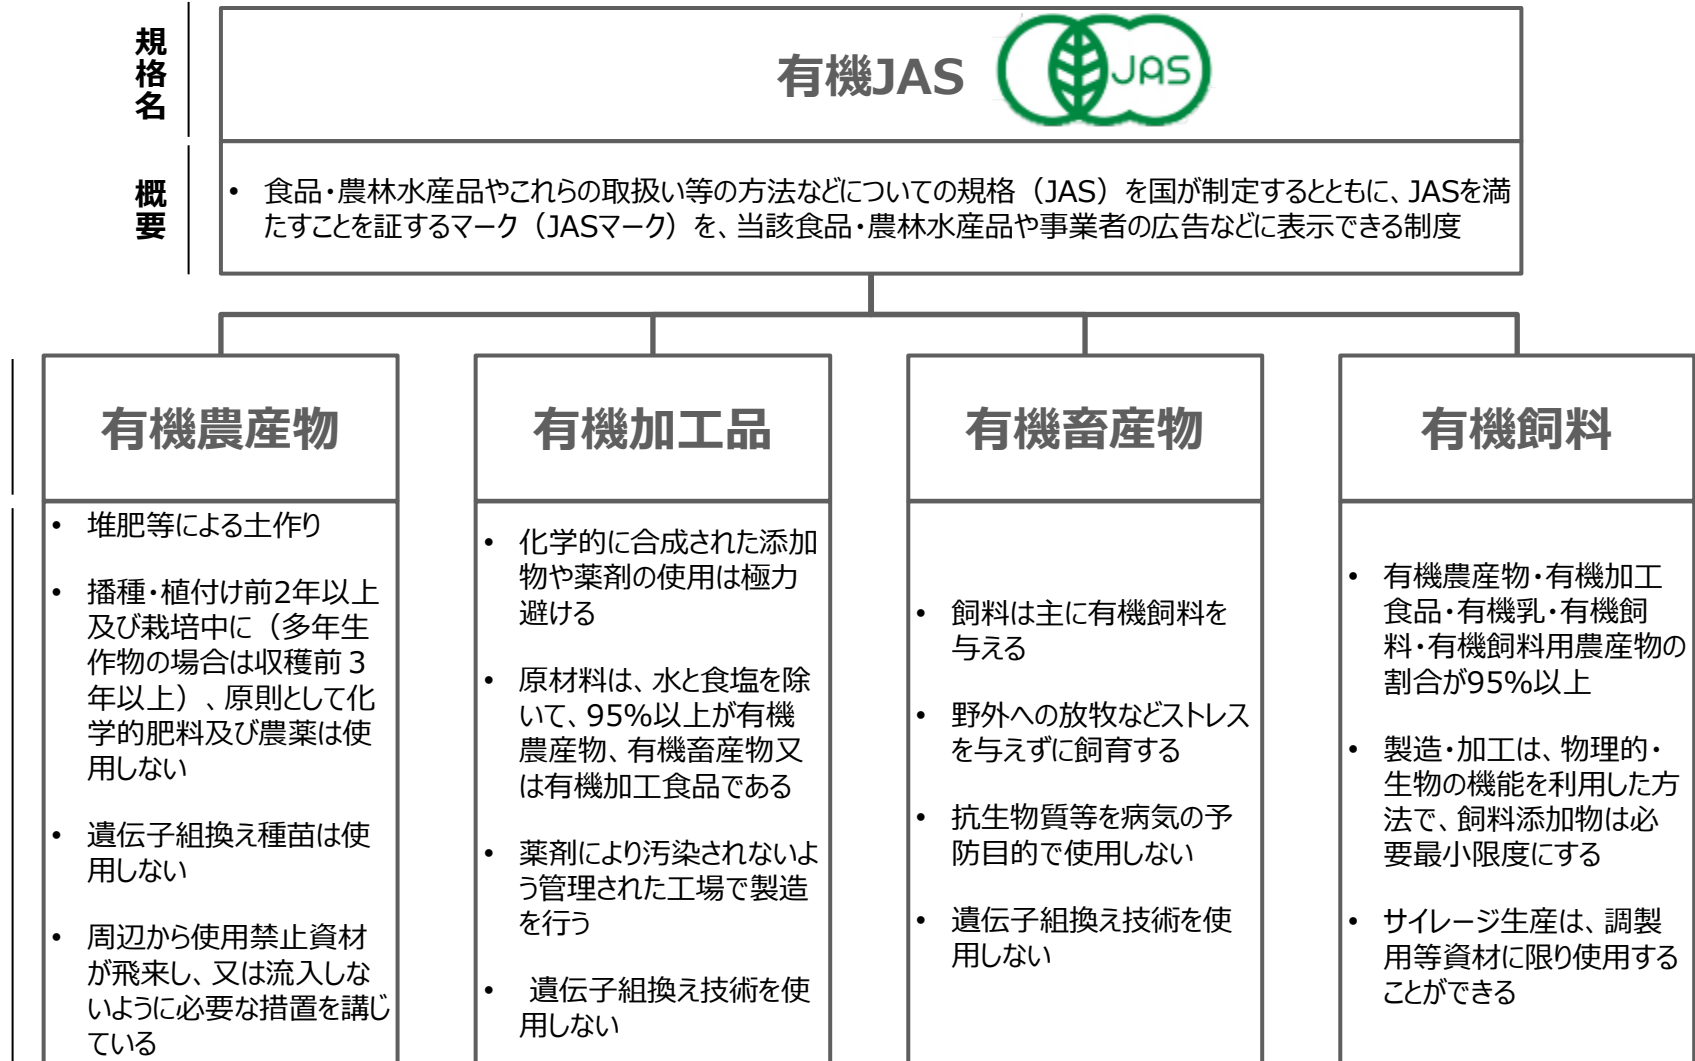 規格名
有機JAS
JAS
概要
• 食品・農林水産品やこれらの取扱い等の方法などについての規格（JAS）を国が制定するとともに、JASを満
たすことを証するマーク（JASマーク）を、当該食品・農林水産品や事業者の広告などに表示できる制度
有機農産物
• 堆肥等による土作り
• 播種・植付け前2年以上
及び栽培中に（多年生
作物の場合は収穫前３
年以上）、原則として化
学的肥料及び農薬は使
用しない
• 遺伝子組換え種苗は使
用しない
• 周辺から使用禁止資材
が飛来し、又は流入しな
いように必要な措置を講じ
ている
有機加工品
• 化学的に合成された添加
物や薬剤の使用は極力
避ける
• 原材料は、水と食塩を除
いて、95%以上が有機
農産物、有機畜産物又
は有機加工食品である
• 薬剤により汚染されないよ
う管理された工場で製造
を行う
• 遺伝子組換え技術を使
用しない
有機畜産物
• 飼料は主に有機飼料を
与える
• 野外への放牧などストレス
を与えずに飼育する
• 抗生物質等を病気の予
防目的で使用しない
• 遺伝子組換え技術を使
用しない
有機飼料
• 有機農産物・有機加工
食品・有機乳・有機飼
料・有機飼料用農産物の
割合が95%以上
• 製造・加工は、物理的・
生物の機能を利用した方
法で、飼料添加物は必
要最小限度にする
• サイレージ生産は、調製
用等資材に限り使用する
ことができる